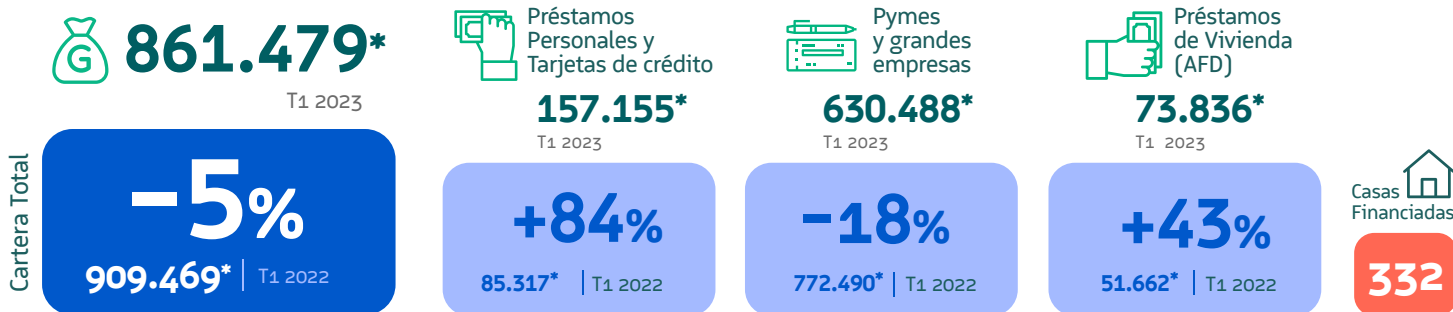 Cartera Total
G
861.479*
T1 2023
-5%
909.469* | T1 2022
Préstamos
Personales y
Tarjetas de crédito
157.155*
T1 2023
+84%
85.317* | T1 2022
Pymes
y grandes
empresas
630.488*
T1 2023
-18%
772.490* | T1 2022
Préstamos
de Vivienda
(AFD)
73.836*
T1 2023
+43%
51.662* | T1 2022
Casas
Financiadas
332